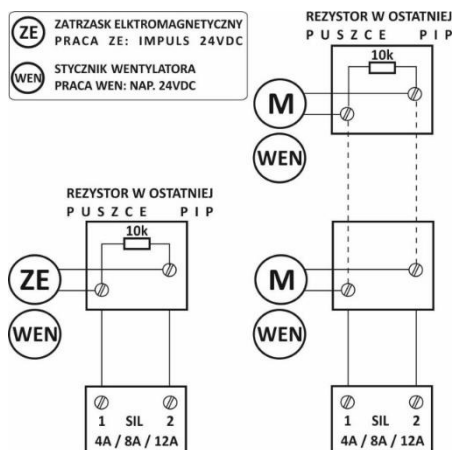 ZE
ZATRZASK ELKTROMAGNETYCZNY
PRACA ZE: IMPULS 24VDC
WEN
STYCZNIK WENTYLATORA
PRACA WEN: NAP. 24VDC
REZYSTOR W OSTATNIEJ
PUSZCE PIP
10k
M
WEN
REZYSTOR W OSTATNIEJ
PUSZCE PIP
10k
ZE
WEN
1 SIL 2
4A / 8A / 12A
M
WEN
1 SIL 2
4A / 8A / 12A